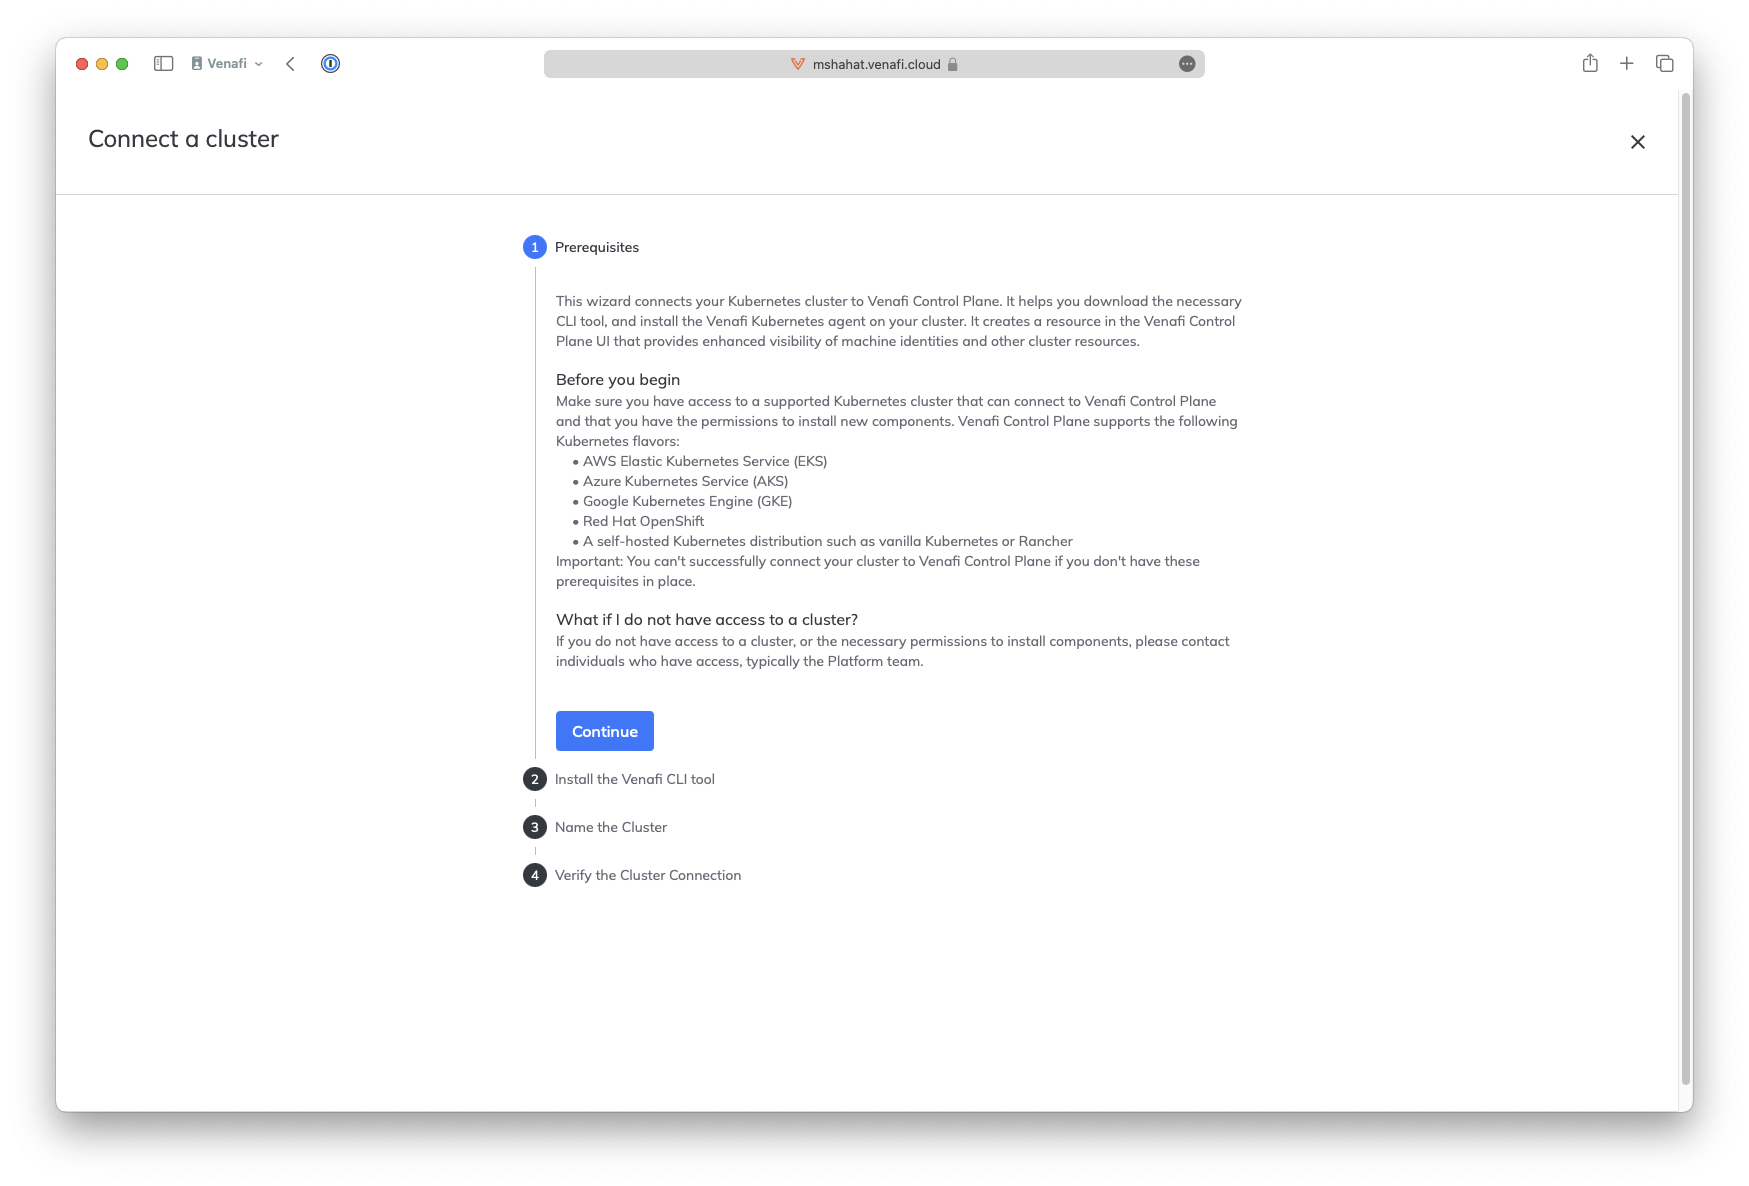 Venafi
mshahat.venafi.cloud
Connect a cluster
1 Prerequisites
This wizard connects your Kubernetes cluster to Venafi Control Plane. It helps you download the necessary
CLI tool, and install the Venafi Kubernetes agent on your cluster. It creates a resource in the Venafi Control
Plane UI that provides enhanced visibility of machine identities and other cluster resources.
Before you begin
Make sure you have access to a supported Kubernetes cluster that can connect to Venafi Control Plane
and that you have the permissions to install new components. Venafi Control Plane supports the following
Kubernetes flavors:
• AWS Elastic Kubernetes Service (EKS)
• Azure Kubernetes Service (AKS)
• Google Kubernetes Engine (GKE)
• Red Hat OpenShift
• A self-hosted Kubernetes distribution such as vanilla Kubernetes or Rancher
Important: You can't successfully connect your cluster to Venafi Control Plane if you don't have these
prerequisites in place.
What if I do not have access to a cluster?
If you do not have access to a cluster, or the necessary permissions to install components, please contact
individuals who have access, typically the Platform team.
Continue
2 Install the Venafi CLI tool
3 Name the Cluster
4 Verify the Cluster Connection